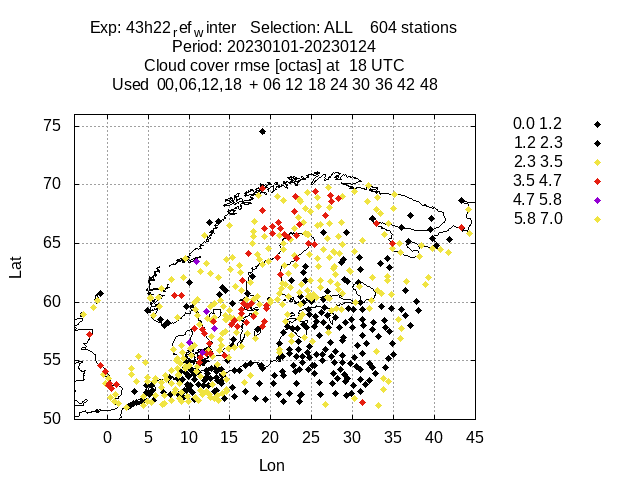 Exp: 43h22ref winter Selection: ALL 604 stations
Period: 20230101-20230124
Cloud cover rmse [octas] at 18 UTC
Used 00,06,12,18 + 06 12 18 24 30 36 42 48
75
70
65
60
55
50
Lat
0 5 10 15 20 25 30 35 40 45
Lon
0.0 1.2
1.2 2.3
2.3 3.5
3.5 4.7
4.7 5.8
5.8 7.0